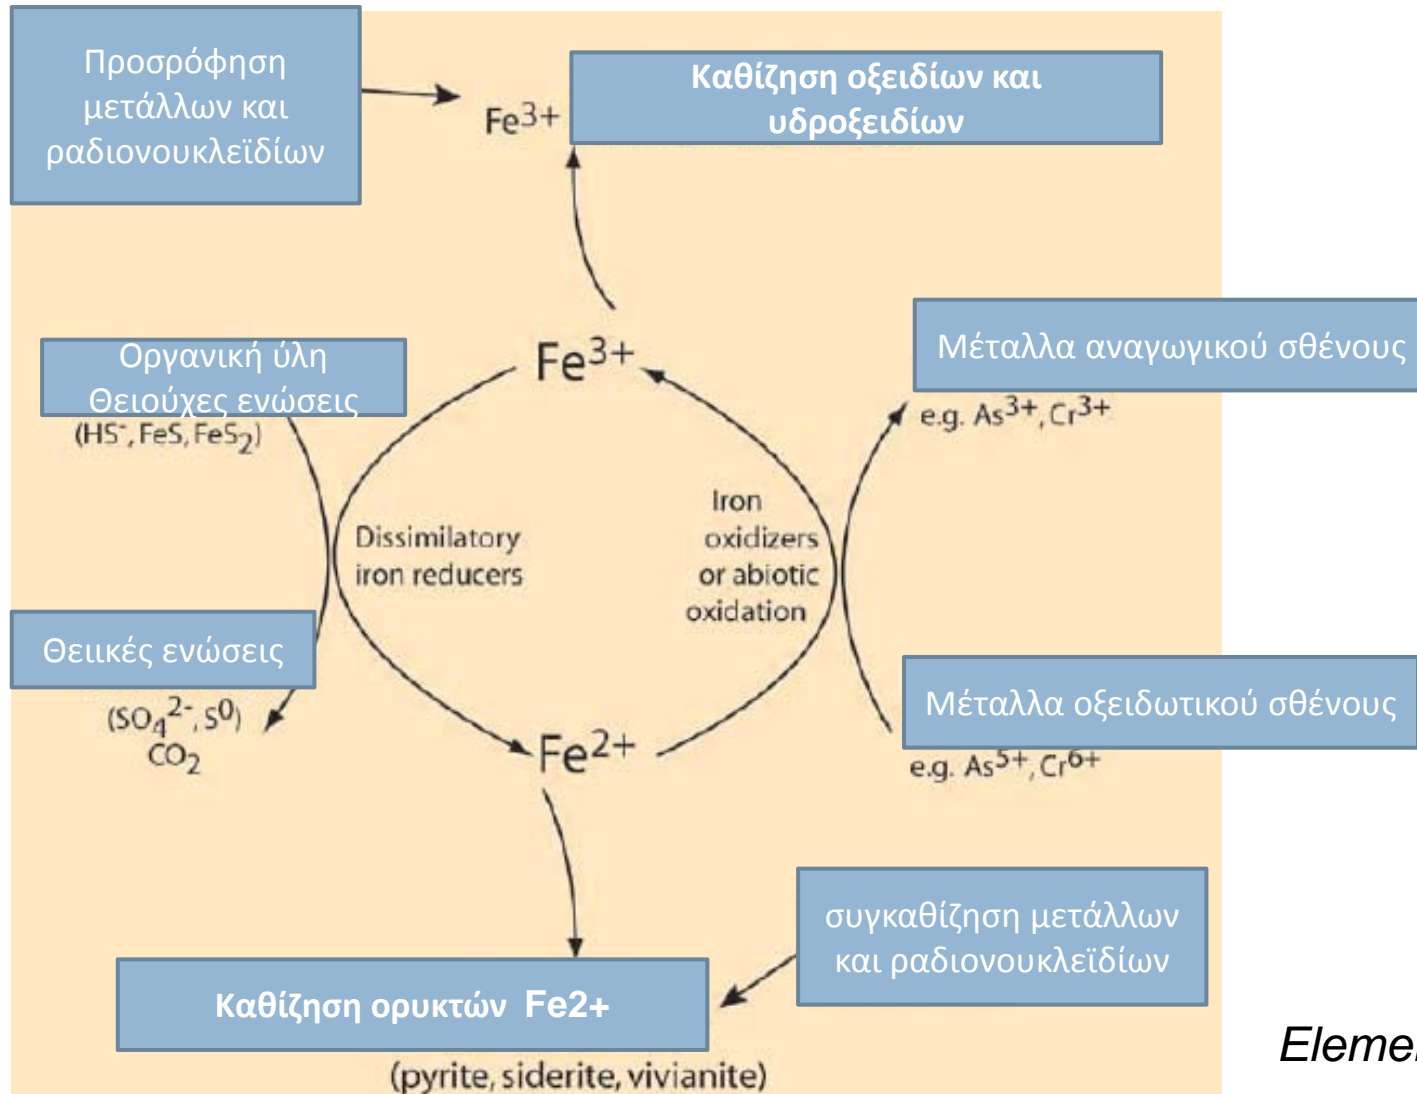 Προσρόφηση
μετάλλων και
ραδιονουκλεϊδίων
Fe3+
Καθίζηση οξειδίων και
υδροξειδίων
Οργανική ύλη
Θειούχες ενώσεις
(HS-, FeS, FeS2)
Fe3+
Μέταλλα αναγωγικού σθένους
e.g. As3+, Cr3+
Dissimilatory
iron reducers
Iron
oxidizers
or abiotic
oxidation
Θειικές ενώσεις
(SO4 2-, S0)
CO2
Fe2+
Μέταλλα οξειδωτικού σθένους
e.g. As5+, Cr6+
συγκαθίζηση μετάλλων
και ραδιονουκλεϊδίων
Καθίζηση ορυκτών Fe2+
(pyrite, siderite, vivianite)